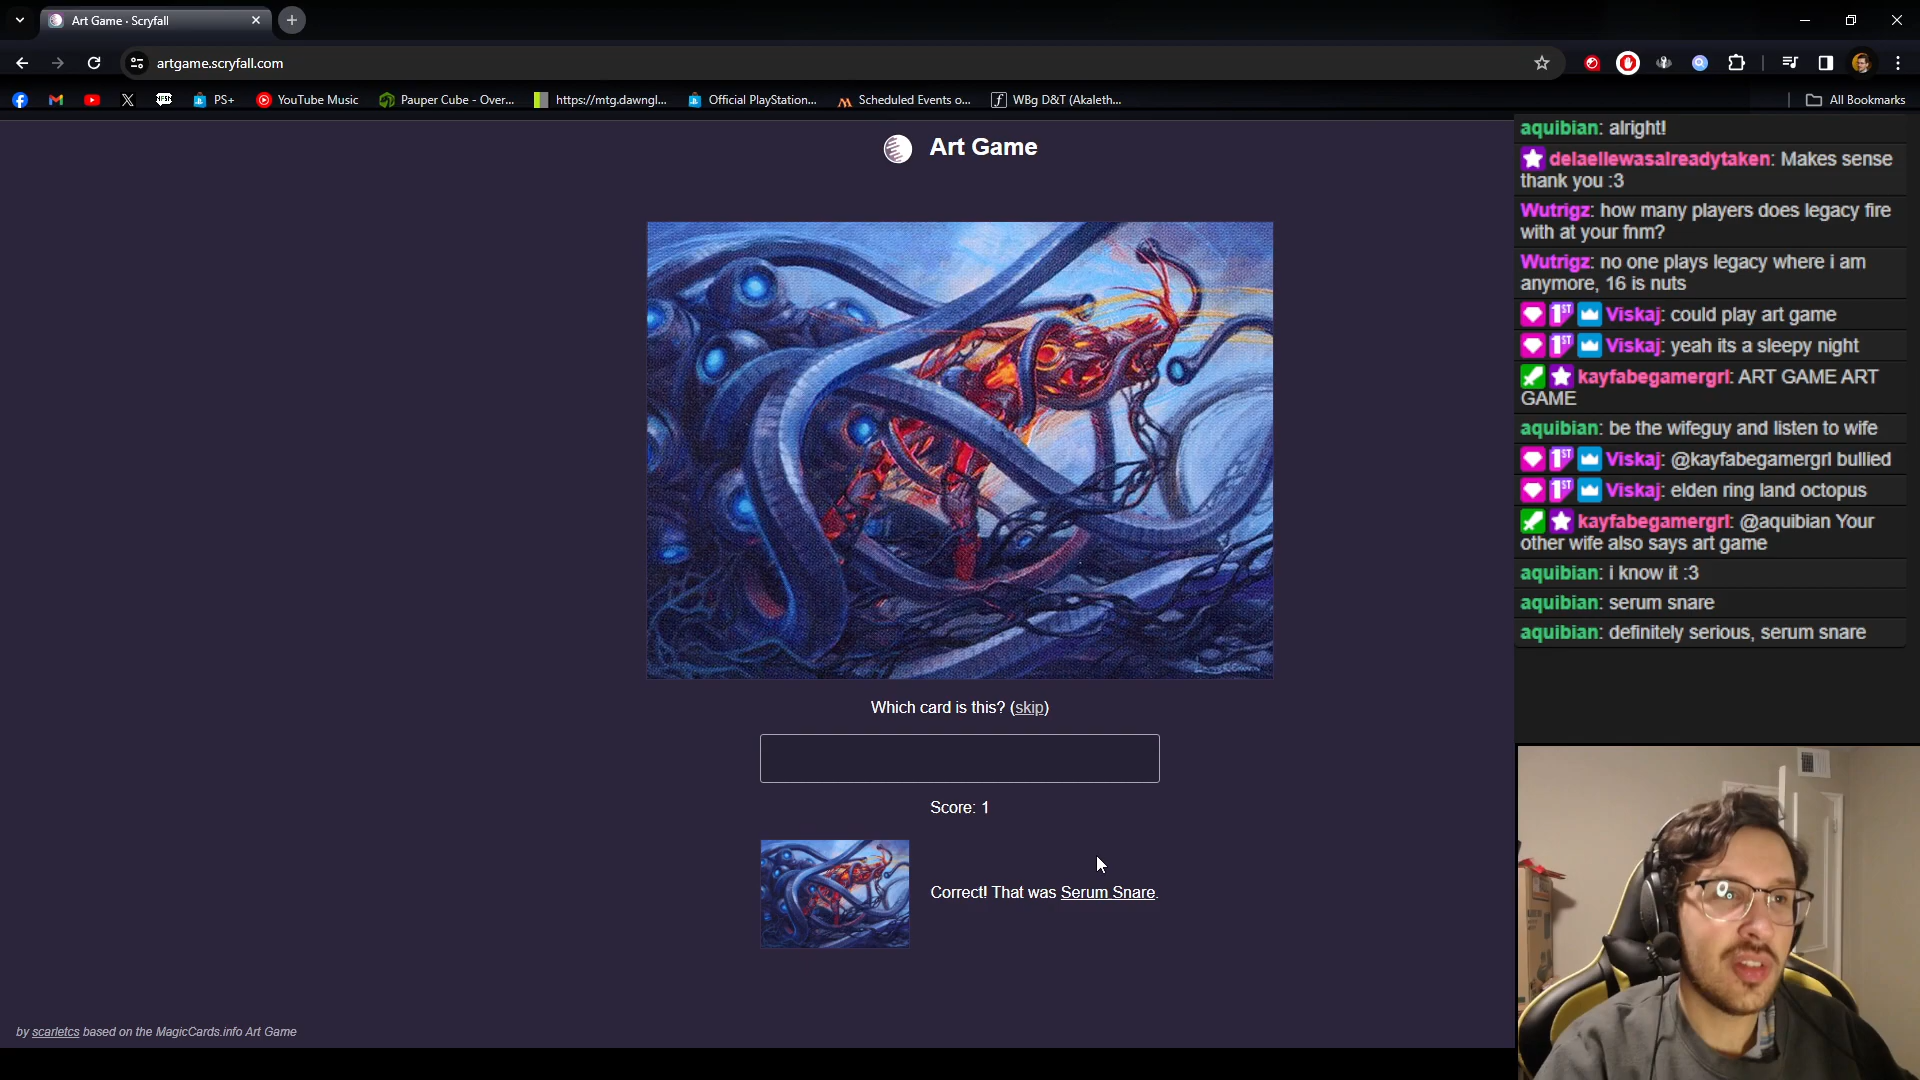 Art Game · Scryfall
artgame.scryfall.com
PS+
YouTube Music
Pauper Cube - Over...
https://mtg.dawngl...
Official PlayStation...
Scheduled Events o...
WBg D&T (Akaleth...
All Bookmarks
Art Game
Which card is this? (skip)
Score: 1
Correct! That was Serum Snare.
by scarletcs based on the MagicCards.info Art Game
aquibian: alright!
delaellewasalreadytaken: Makes sense
thank you :3
Wutrigz: how many players does legacy fire
with at your fnm?
Wutrigz: no one plays legacy where i am
anymore, 16 is nuts
1ST Viskaj: could play art game
1ST Viskaj: yeah its a sleepy night
kayfabegamergrl: ART GAME ART
GAME
aquibian: be the wifeguy and listen to wife
1ST Viskaj: @kayfabegamergrl bullied
1ST Viskaj: elden ring land octopus
kayfabegamergrl: @aquibian Your
other wife also says art game
aquibian: i know it :3
aquibian: serum snare
aquibian: definitely serious, serum snare